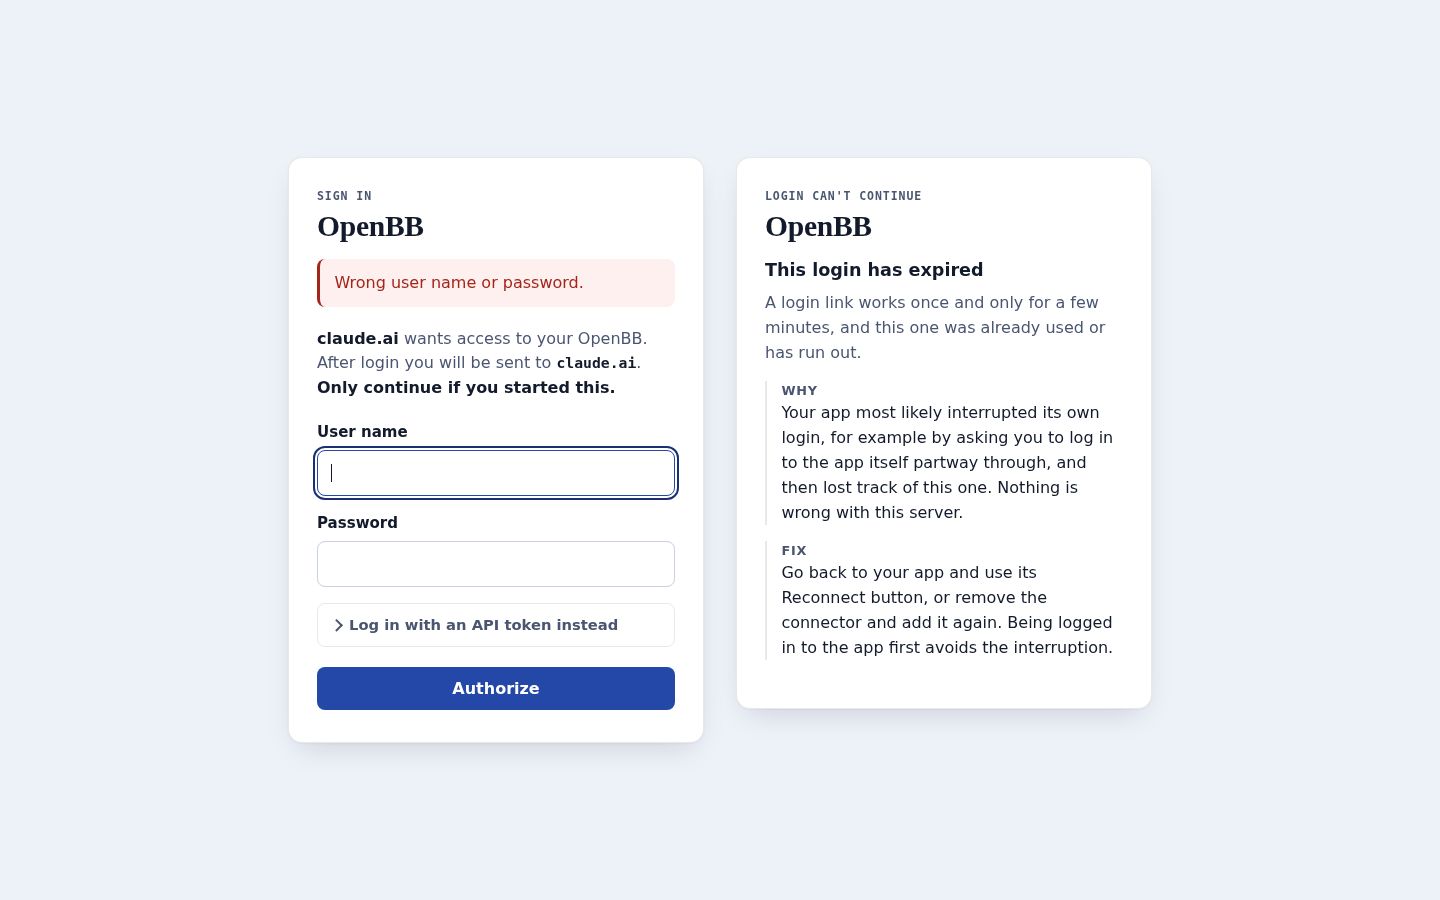 SIGN IN
OpenBB
Wrong user name or password.
claude.ai wants access to your OpenBB.
After login you will be sent to claude.ai.
Only continue if you started this.
User name
Password
Log in with an API token instead
Authorize
LOGIN CAN'T CONTINUE
OpenBB
This login has expired
A login link works once and only for a few
minutes, and this one was already used or
has run out.
WHY
Your app most likely interrupted its own
login, for example by asking you to log in
to the app itself partway through, and
then lost track of this one. Nothing is
wrong with this server.
FIX
Go back to your app and use its
Reconnect button, or remove the
connector and add it again. Being logged
in to the app first avoids the interruption.